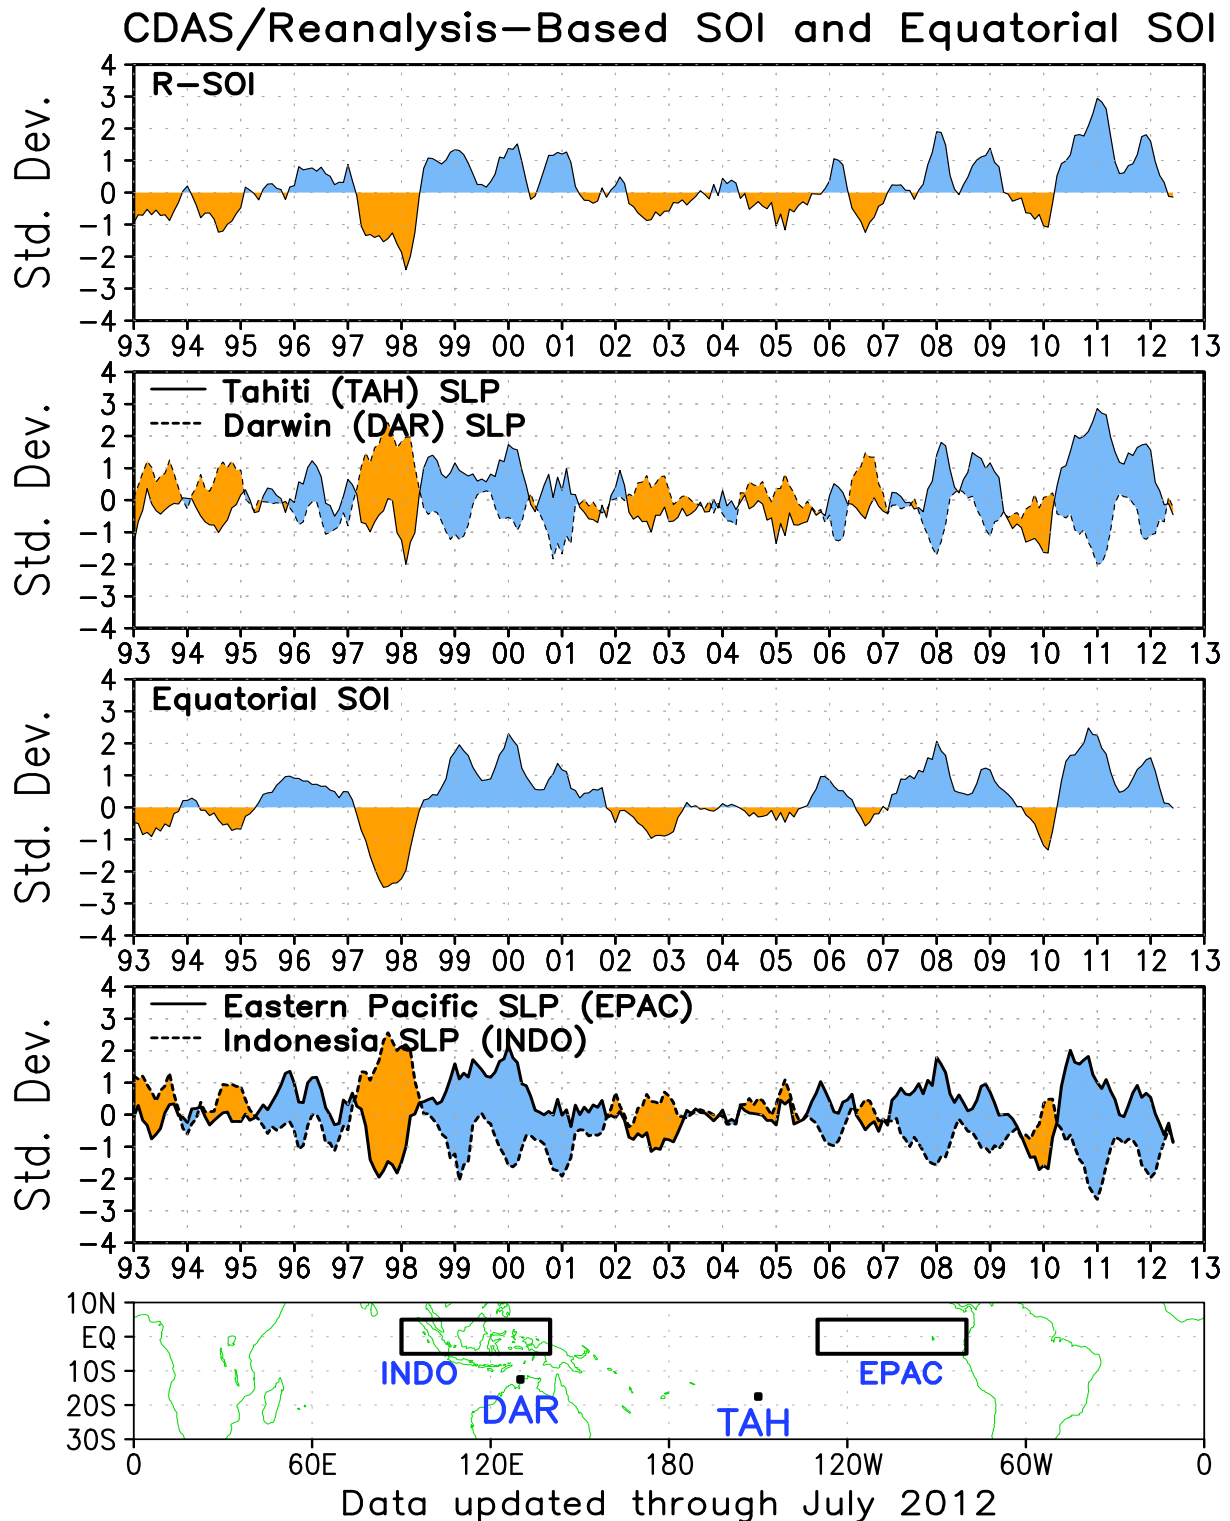 CDAS/Reanalysis-Based SOI and Equatorial SOI
R-SOI
Std. Dev.
4
3
2
1
0
-1
-2
-3
-4
93 94 95 96 97 98 99 00 01 02 03 04 05 06 07 08 09 10 11 12 13
Tahiti (TAH) SLP
Darwin (DAR) SLP
Std. Dev.
4
3
2
1
0
-1
-2
-3
-4
93 94 95 96 97 98 99 00 01 02 03 04 05 06 07 08 09 10 11 12 13
Equatorial SOI
Std. Dev.
4
3
2
1
0
-1
-2
-3
-4
93 94 95 96 97 98 99 00 01 02 03 04 05 06 07 08 09 10 11 12 13
Eastern Pacific SLP (EPAC)
Indonesia SLP (INDO)
Std. Dev.
4
3
2
1
0
-1
-2
-3
-4
93 94 95 96 97 98 99 00 01 02 03 04 05 06 07 08 09 10 11 12 13
10N
EQ
10S
20S
30S
INDO
EPAC
DAR
TAH
0 60E 120E 180 120W 60W 0
Data updated through July 2012